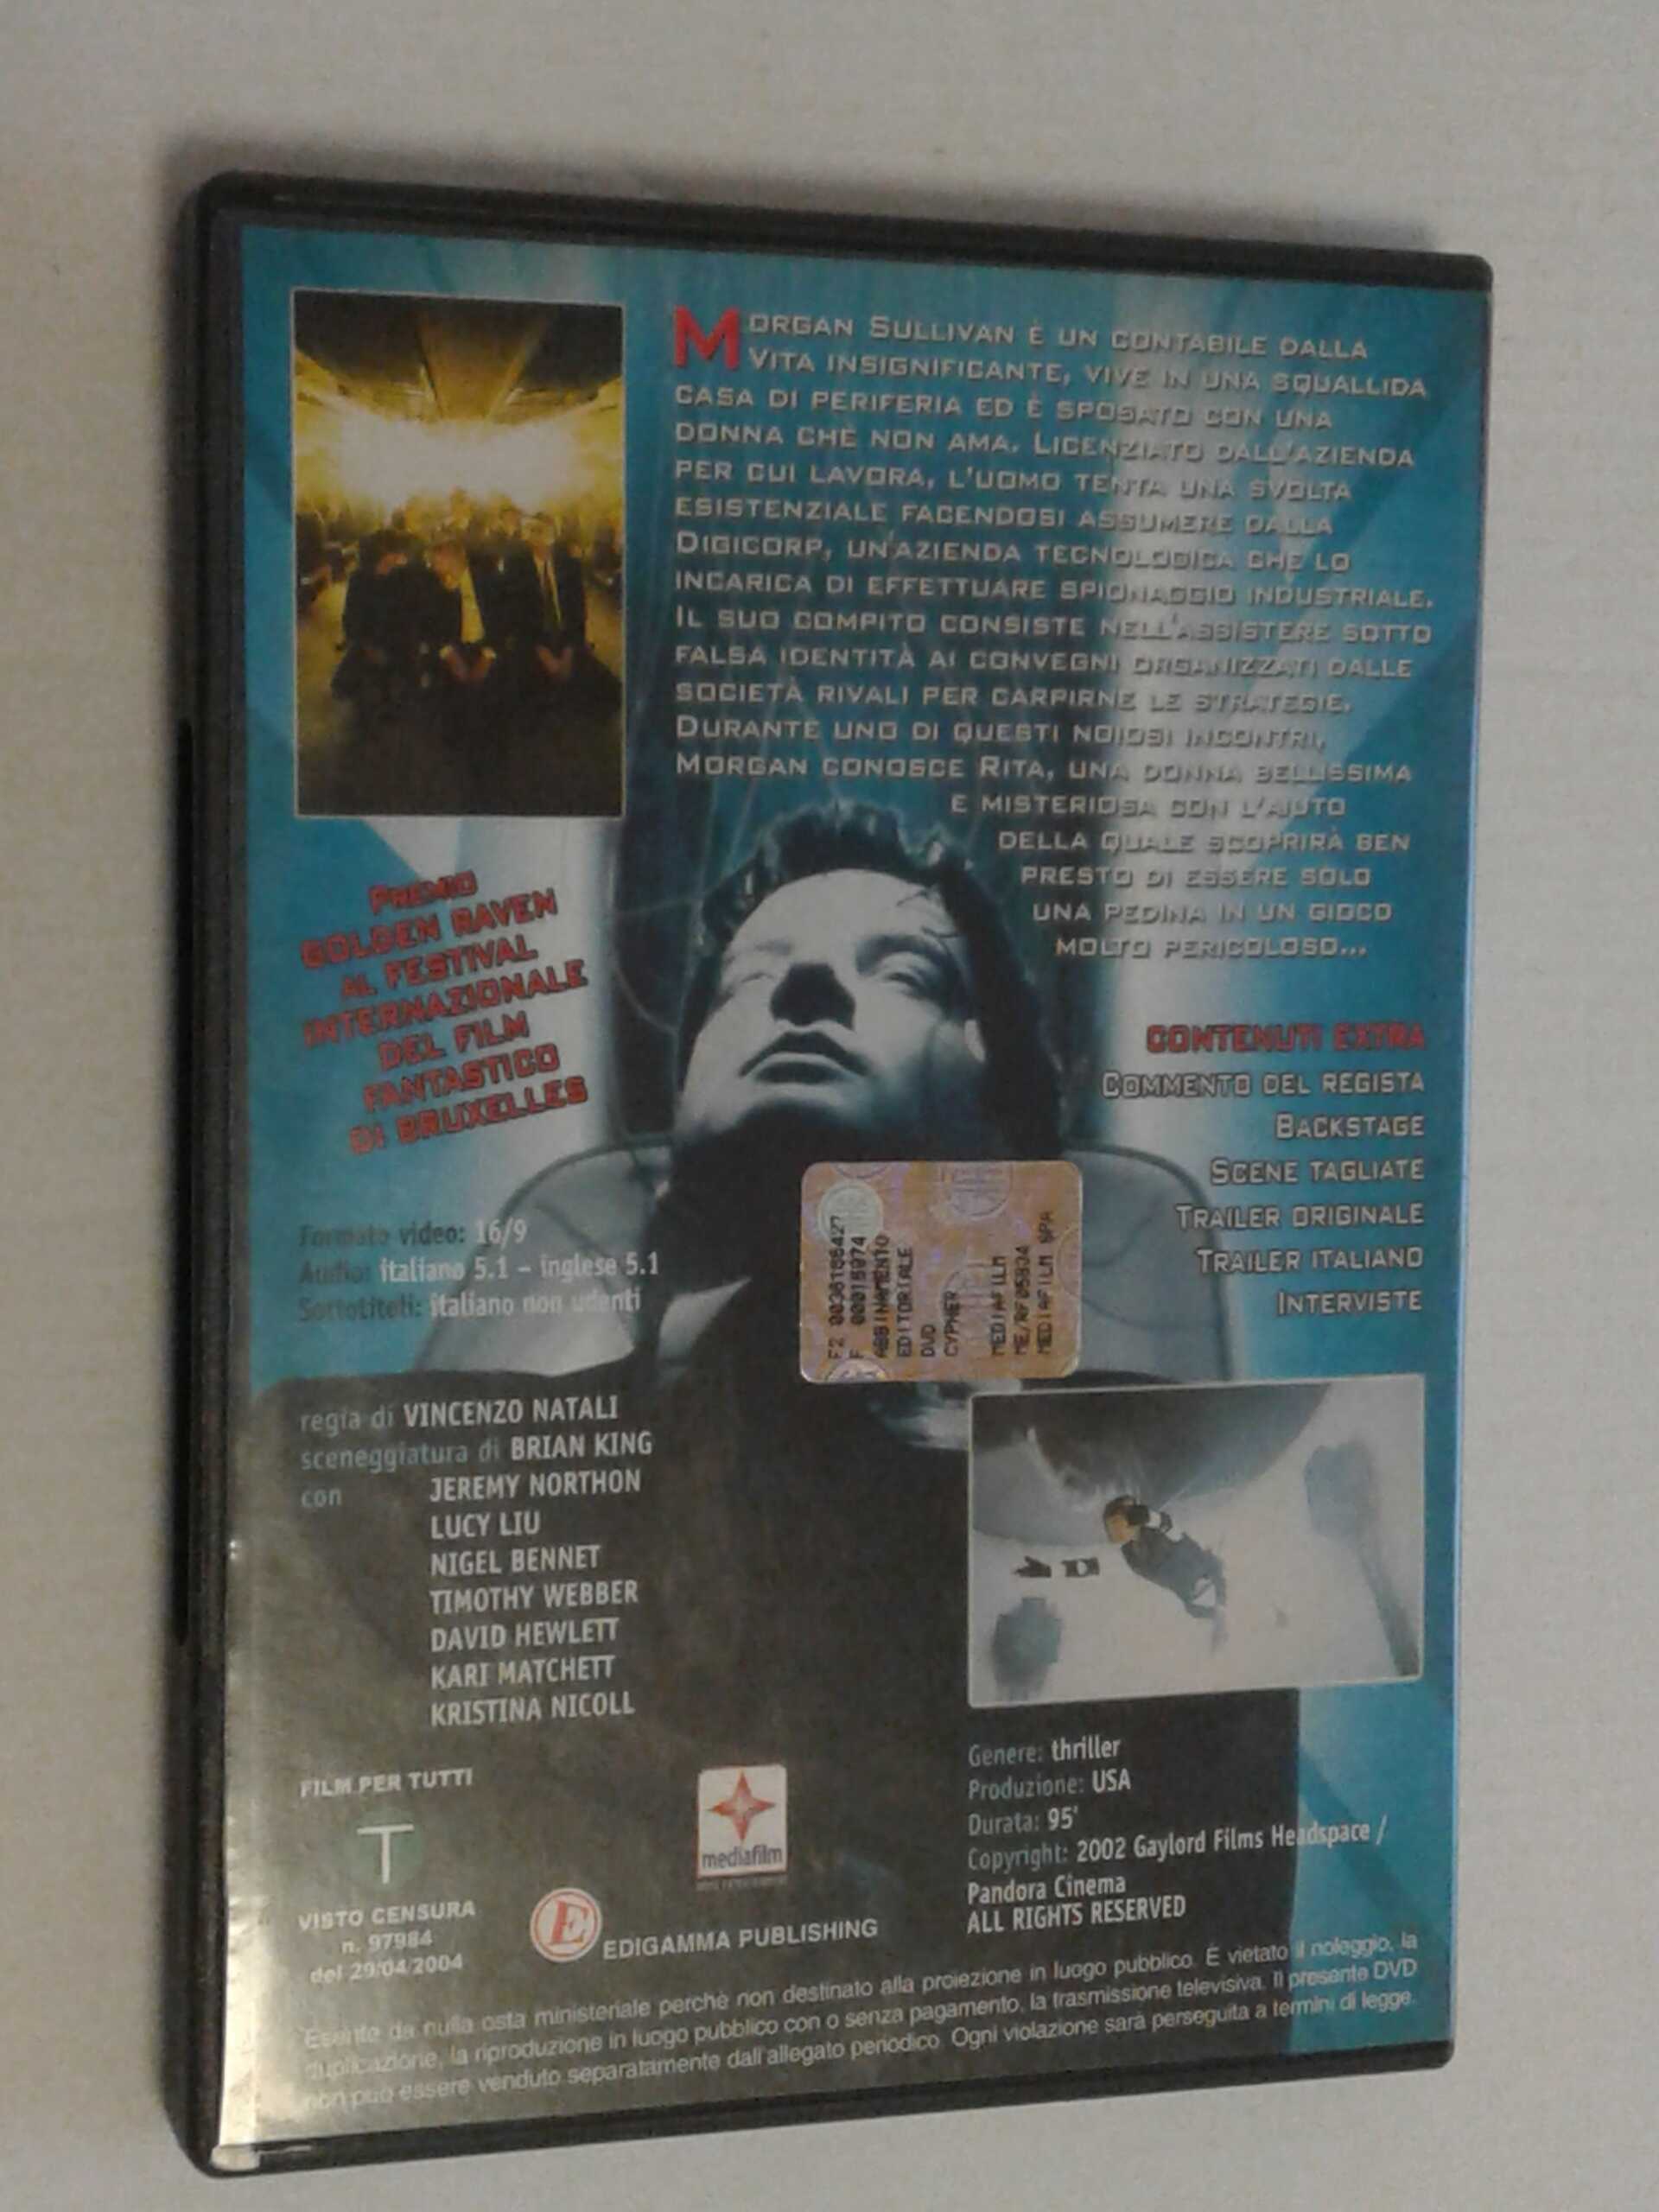 MORGAN SULLIVAN È UN CONTABILE DALLA
VITA INSIGNIFICANTE, VIVE IN UNA SQUALLIDA
CASA DI PERIFERIA ED È SPOSATO CON UNA
DONNA CHE NON AMA. LICENZIATO DALL'AZIENDA
PER CUI LAVORA, L'UOMO TENTA UNA SVOLTA
ESISTENZIALE FACENDOSI ASSUMERE DALLA
DIGICORP, UN'AZIENDA TECNOLOGICA CHE LO
INCARICA DI EFFETTUARE SPIONAGGIO INDUSTRIALE.
IL SUO COMPITO CONSISTE NELL'ASSISTERE SOTTO
FALSA IDENTITÀ AI CONVEGNI ORGANIZZATI DALLE
SOCIETÀ RIVALI PER CARPIRNE LE STRATEGIE.
DURANTE UNO DI QUESTI NOIOSI INCONTRI,
MORGAN CONOSCE RITA, UNA DONNA BELLISSIMA
E MISTERIOSA CON L'AIUTO
DELLA QUALE SCOPRIRÀ BEN
PRESTO DI ESSERE SOLO
UNA PEDINA IN UN GIOCO
MOLTO PERICOLOSO...
PREMIO
GOLDEN RAVEN
AL FESTIVAL
INTERNAZIONALE
DEL FILM
FANTASTICO
DI BRUXELLES
CONTENUTI EXTRA
COMMENTO DEL REGISTA
BACKSTAGE
SCENE TAGLIATE
TRAILER ORIGINALE
TRAILER ITALIANO
INTERVISTE
Formato video: 16/9
Audio: italiano 5.1 – inglese 5.1
Sottotitoli: italiano non udenti
F 00015974
ABBINAMENTO
EDITORIALE
DVD
CYPHER
MEDIAFILM
MEDIAFILM SPA
regia di VINCENZO NATALI
sceneggiatura di BRIAN KING
con JEREMY NORTHON
LUCY LIU
NIGEL BENNET
TIMOTHY WEBBER
DAVID HEWLETT
KARI MATCHETT
KRISTINA NICOLL
FILM PER TUTTI
T
VISTO CENSURA
n. 97984
del 29/04/2004
mediafilm
E EDIGAMMA PUBLISHING
Genere: thriller
Produzione: USA
Durata: 95'
Copyright: 2002 Gaylord Films Headspace /
Pandora Cinema
ALL RIGHTS RESERVED
Esente da nulla osta ministeriale perchè non destinato alla proiezione in luogo pubblico. È vietato il noleggio, la
duplicazione, la riproduzione in luogo pubblico con o senza pagamento, la trasmissione televisiva. Il presente DVD
non può essere venduto separatamente dall'allegato periodico. Ogni violazione sarà perseguita a termini di legge.